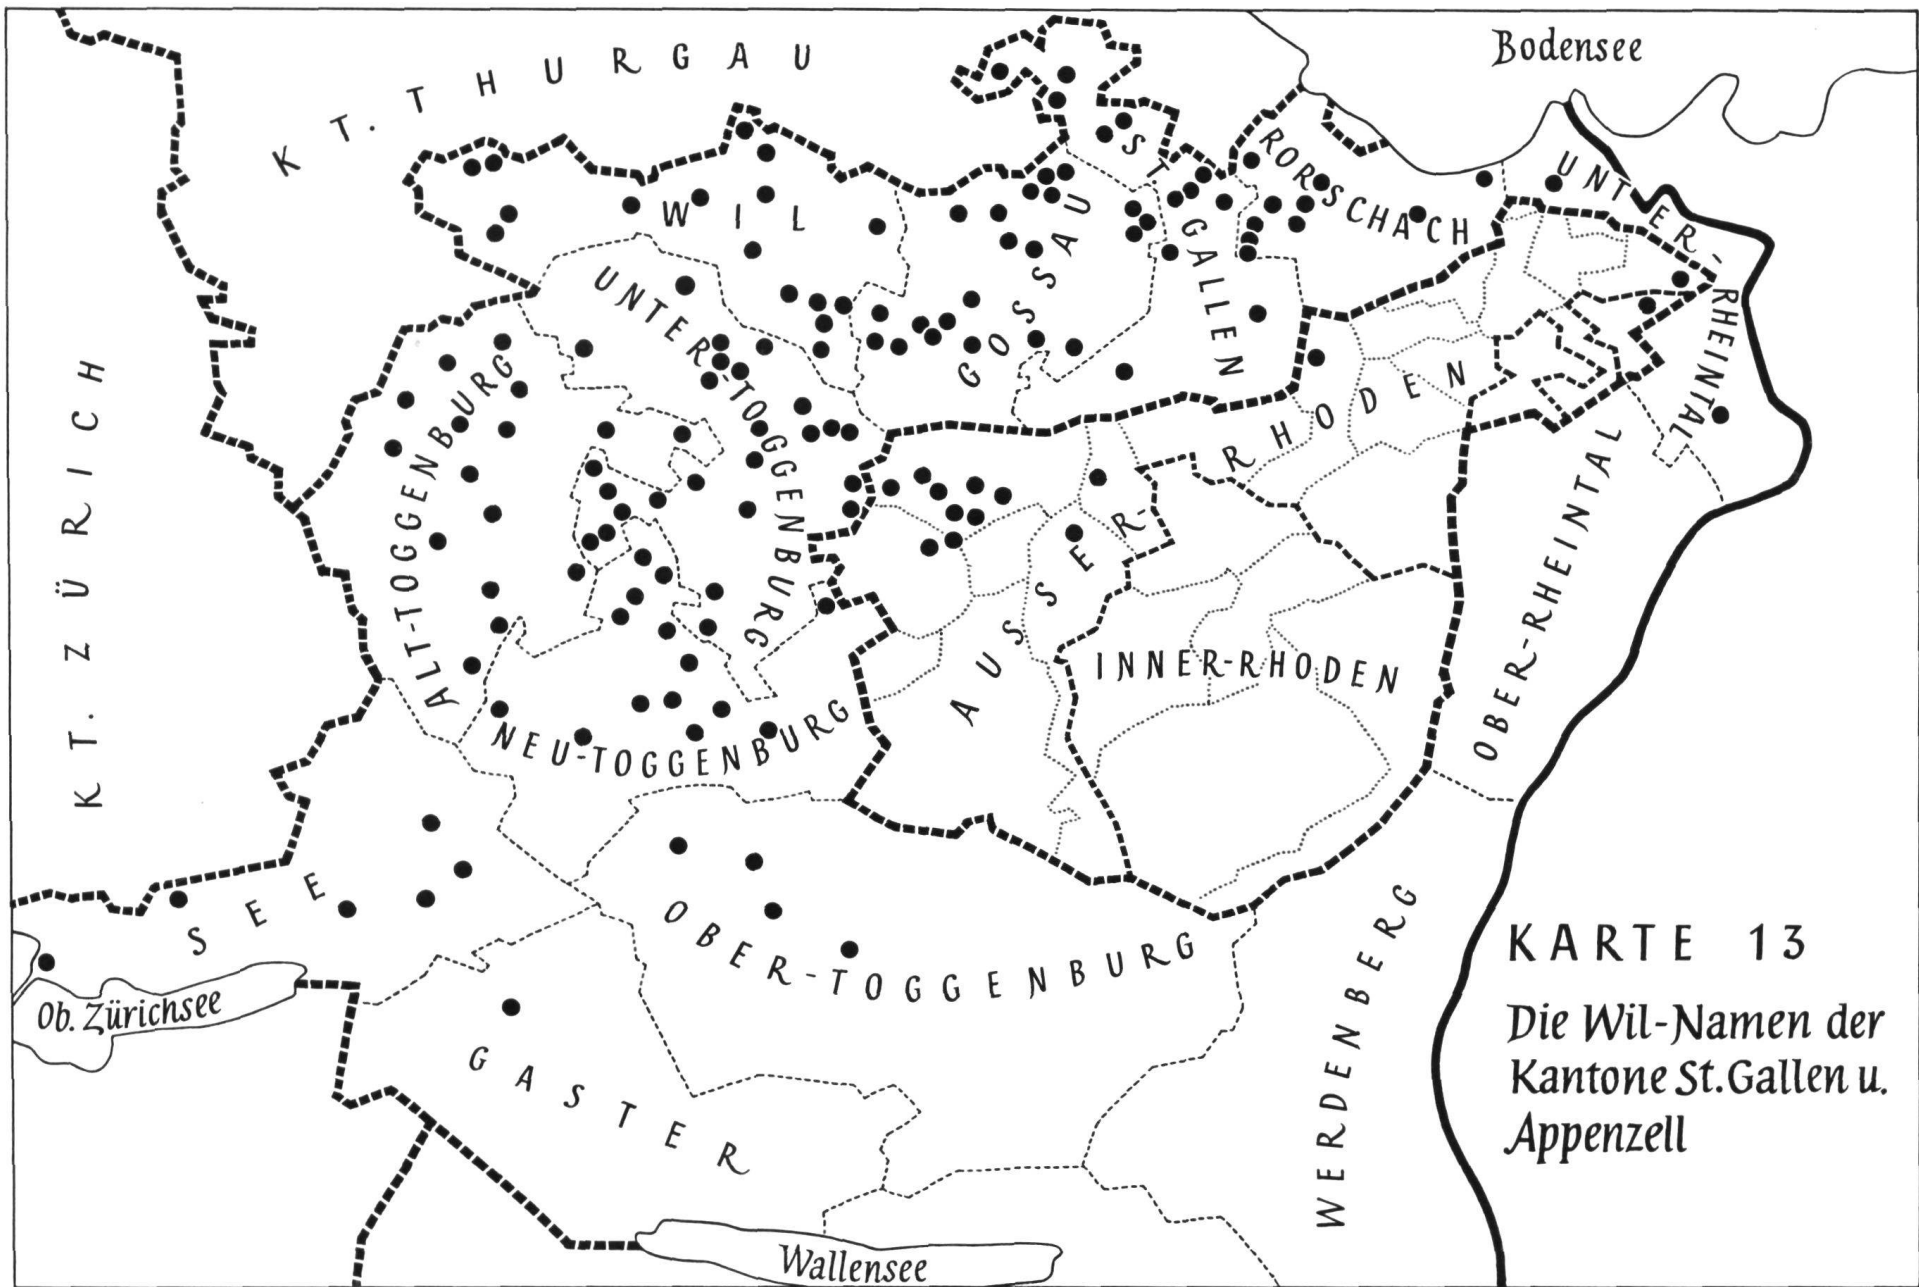 Bodensee
KT. THURGAU
ST. GALLEN
RORSCHACH
UNTER-RHEINTAL
WIL
GOSSAU
UNTER-TOGGENBURG
ALT-TOGGENBURG
KT. ZÜRICH
AUSSER-RHODEN
INNER-RHODEN
OBER-RHEINTAL
NEU-TOGGENBURG
SEE
OBER-TOGGENBURG
Ob. Zürichsee
GASTER
WERDENBERG
Wallensee
KARTE 13
Die Wil-Namen der
Kantone St.Gallen u.
Appenzell